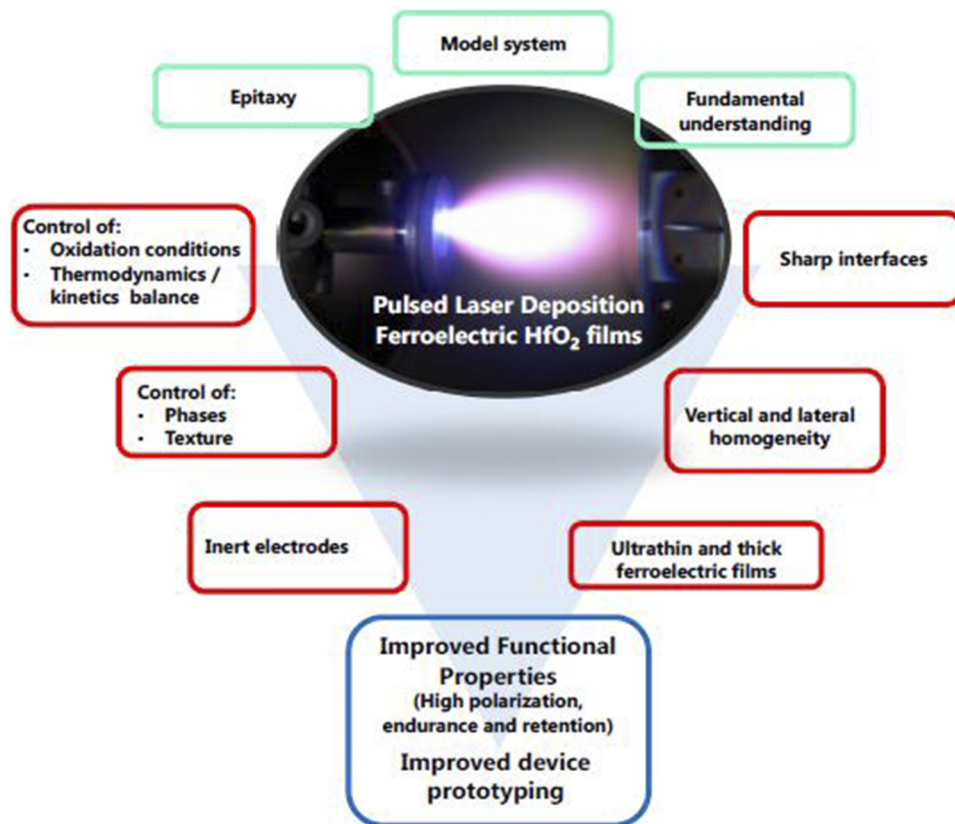 Model system
Epitaxy
Fundamental
understanding
Control of:
• Oxidation conditions
• Thermodynamics /
kinetics balance
Sharp interfaces
Pulsed Laser Deposition
Ferroelectric HfO₂ films
Control of:
• Phases
• Texture
Vertical and lateral
homogeneity
Inert electrodes
Ultrathin and thick
ferroelectric films
Improved Functional
Properties
(High polarization,
endurance and retention)
Improved device
prototyping